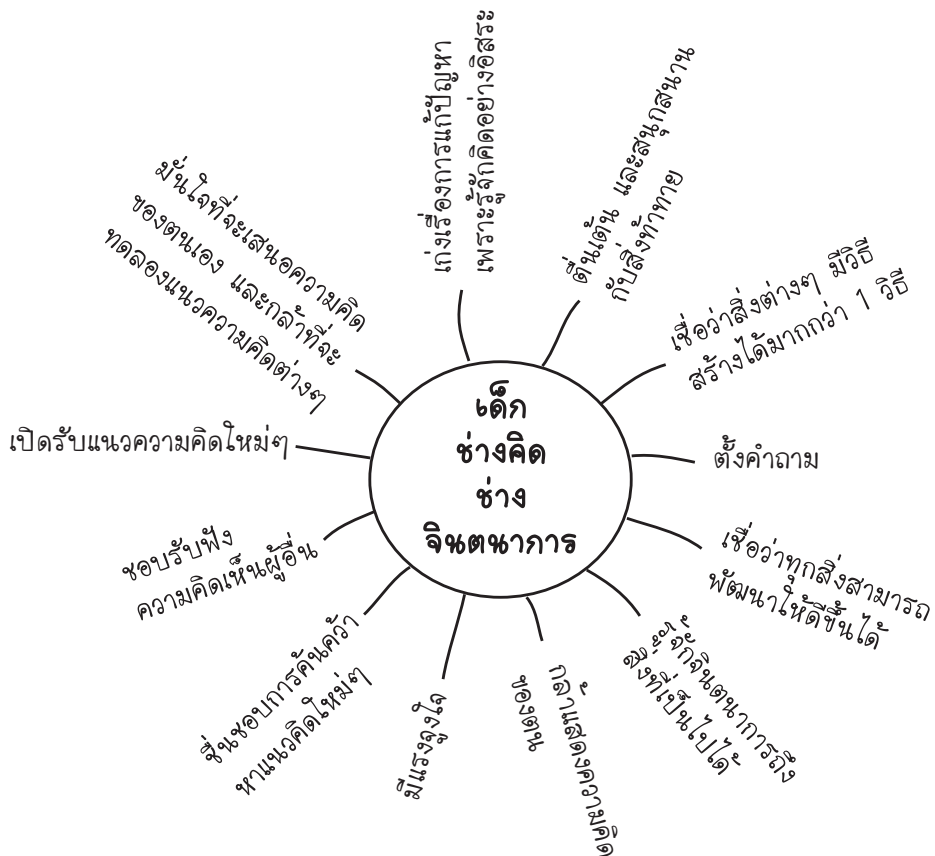 เด็ก
ช่างคิด
ช่าง
จินตนาการ
เก่งเรื่องการแก้ปัญหา
เพราะรู้จักคิดอย่างอิสระ
ตื่นเต้น และสนุกสนาน
กับสิ่งท้าทาย
เชื่อว่าสิ่งต่างๆ มีวิธี
สร้างได้มากกว่า 1 วิธี
ตั้งคำถาม
เชื่อว่าทุกสิ่งสามารถ
พัฒนาให้ดีขึ้นได้
รู้จักจินตนาการถึง
สิ่งที่เป็นไปได้
กล้าแสดงความคิด
ของตน
มีแรงจูงใจ
ชื่นชอบการค้นคว้า
หาแนวคิดใหม่ๆ
ชอบรับฟัง
ความคิดเห็นผู้อื่น
เปิดรับแนวความคิดใหม่ๆ
มั่นใจที่จะเสนอความคิด
ของตนเอง และกล้าที่จะ
ทดลองแนวความคิดต่างๆ